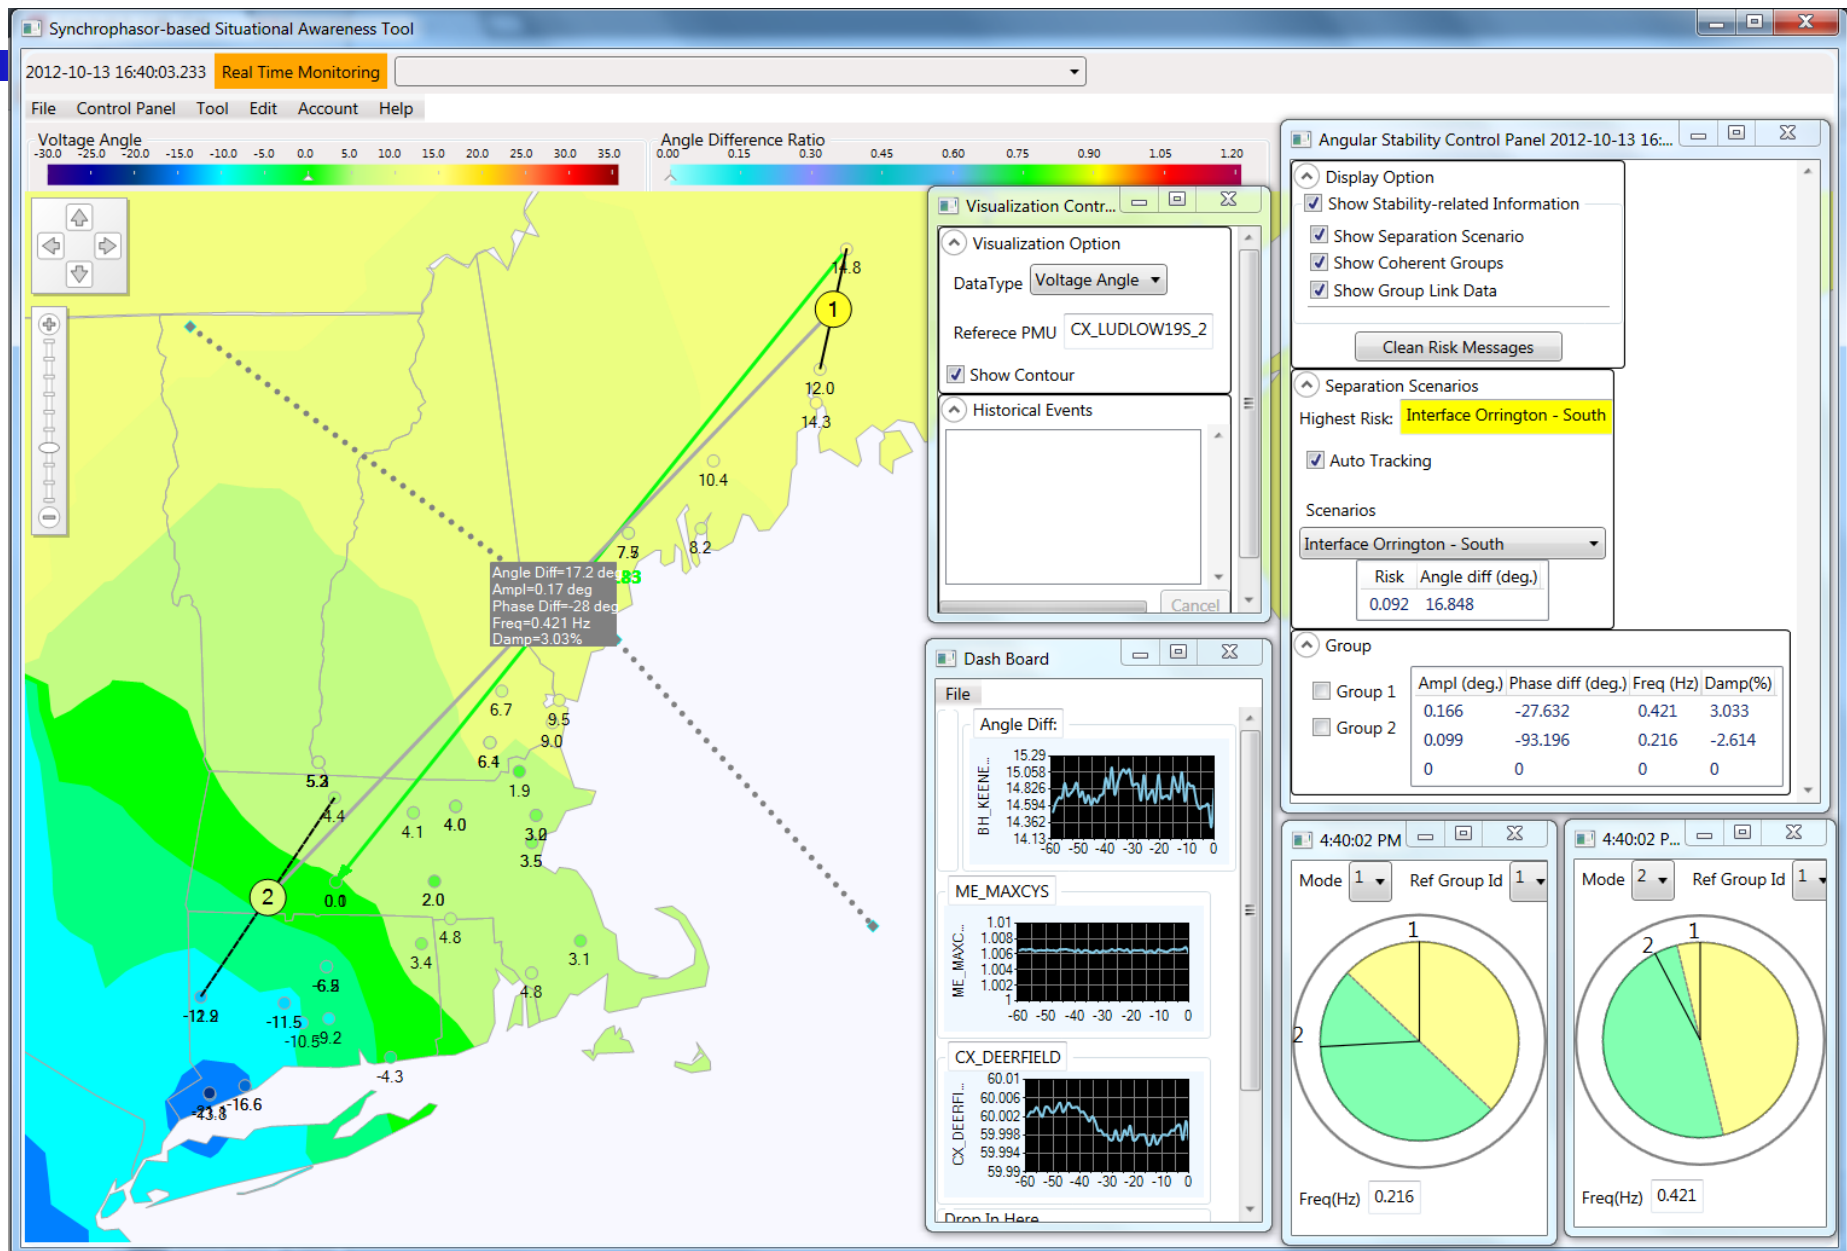 Synchrophasor-based Situational Awareness Tool
2012-10-13 16:40:03.233 Real Time Monitoring
File Control Panel Tool Edit Account Help
Voltage Angle
-30.0 -25.0 -20.0 -15.0 -10.0 -5.0 0.0 5.0 10.0 15.0 20.0 25.0 30.0 35.0
Angle Difference Ratio
0.00 0.15 0.30 0.45 0.60 0.75 0.90 1.05 1.20
14.8
1
12.0
14.3
10.4
8.2
Angle Diff=17.2 de
Ampl=0.17 deg
Phase Diff=-28 deg
Freq=0.421 Hz
Damp=3.03%
6.7
9.5
9.0
1.9
4.4
4.1
4.0
3.5
2
2.0
4.8
3.4
3.1
4.8
-11.5
-10.5
-9.2
-4.3
-16.6
Visualization Contr...
Visualization Option
DataType Voltage Angle
Referece PMU CX_LUDLOW19S_2
Show Contour
Historical Events
Cancel
Dash Board
File
Angle Diff:
BH_KEENE...
15.29
15.058
14.826
14.594
14.362
14.13
-60 -50 -40 -30 -20 -10 0
ME_MAXCYS
ME_MAXC...
1.01
1.008
1.006
1.004
1.002
1
-60 -50 -40 -30 -20 -10 0
CX_DEERFIELD
CX_DEERFI...
60.01
60.006
60.002
59.998
59.994
59.99
-60 -50 -40 -30 -20 -10 0
Drop In Here
Angular Stability Control Panel 2012-10-13 16:...
Display Option
Show Stability-related Information
Show Separation Scenario
Show Coherent Groups
Show Group Link Data
Clean Risk Messages
Separation Scenarios
Highest Risk: Interface Orrington - South
Auto Tracking
Scenarios
Interface Orrington - South
Risk Angle diff (deg.)
0.092 16.848
Group
Group 1
Group 2
Ampl (deg.) Phase diff (deg.) Freq (Hz) Damp(%)
0.166 -27.632 0.421 3.033
0.099 -93.196 0.216 -2.614
0 0 0 0
4:40:02 PM
Mode 1 Ref Group Id 1
1
2
Freq(Hz) 0.216
4:40:02 P...
Mode 2 Ref Group Id 1
2 1
Freq(Hz) 0.421